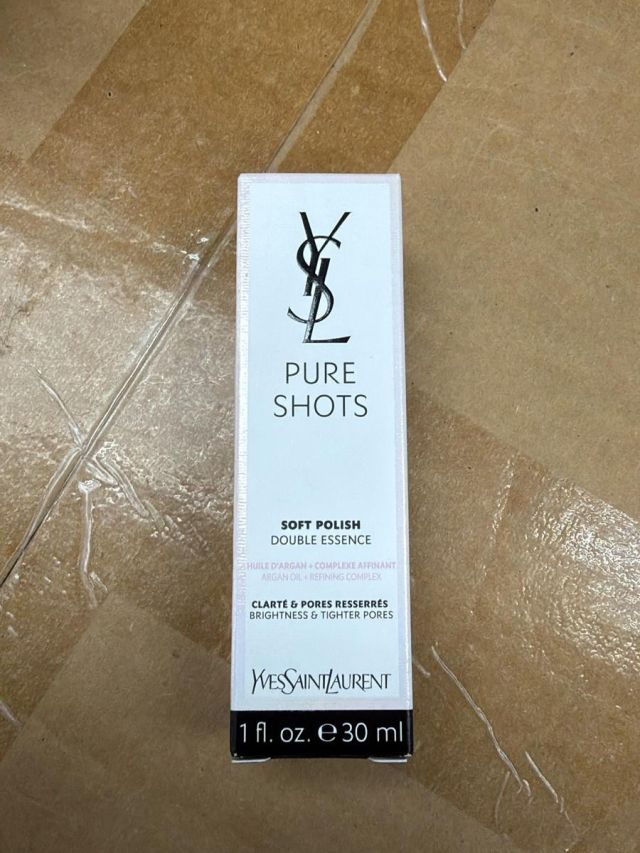 YSL
PURE
SHOTS
SOFT POLISH
DOUBLE ESSENCE
HUILE D'ARGAN + COMPLEXE AFFINANT
ARGAN OIL + REFINING COMPLEX
CLARTÉ & PORES RESSERRÉS
BRIGHTNESS & TIGHTER PORES
YVESSAINTLAURENT
1 fl. oz. ℮ 30 ml